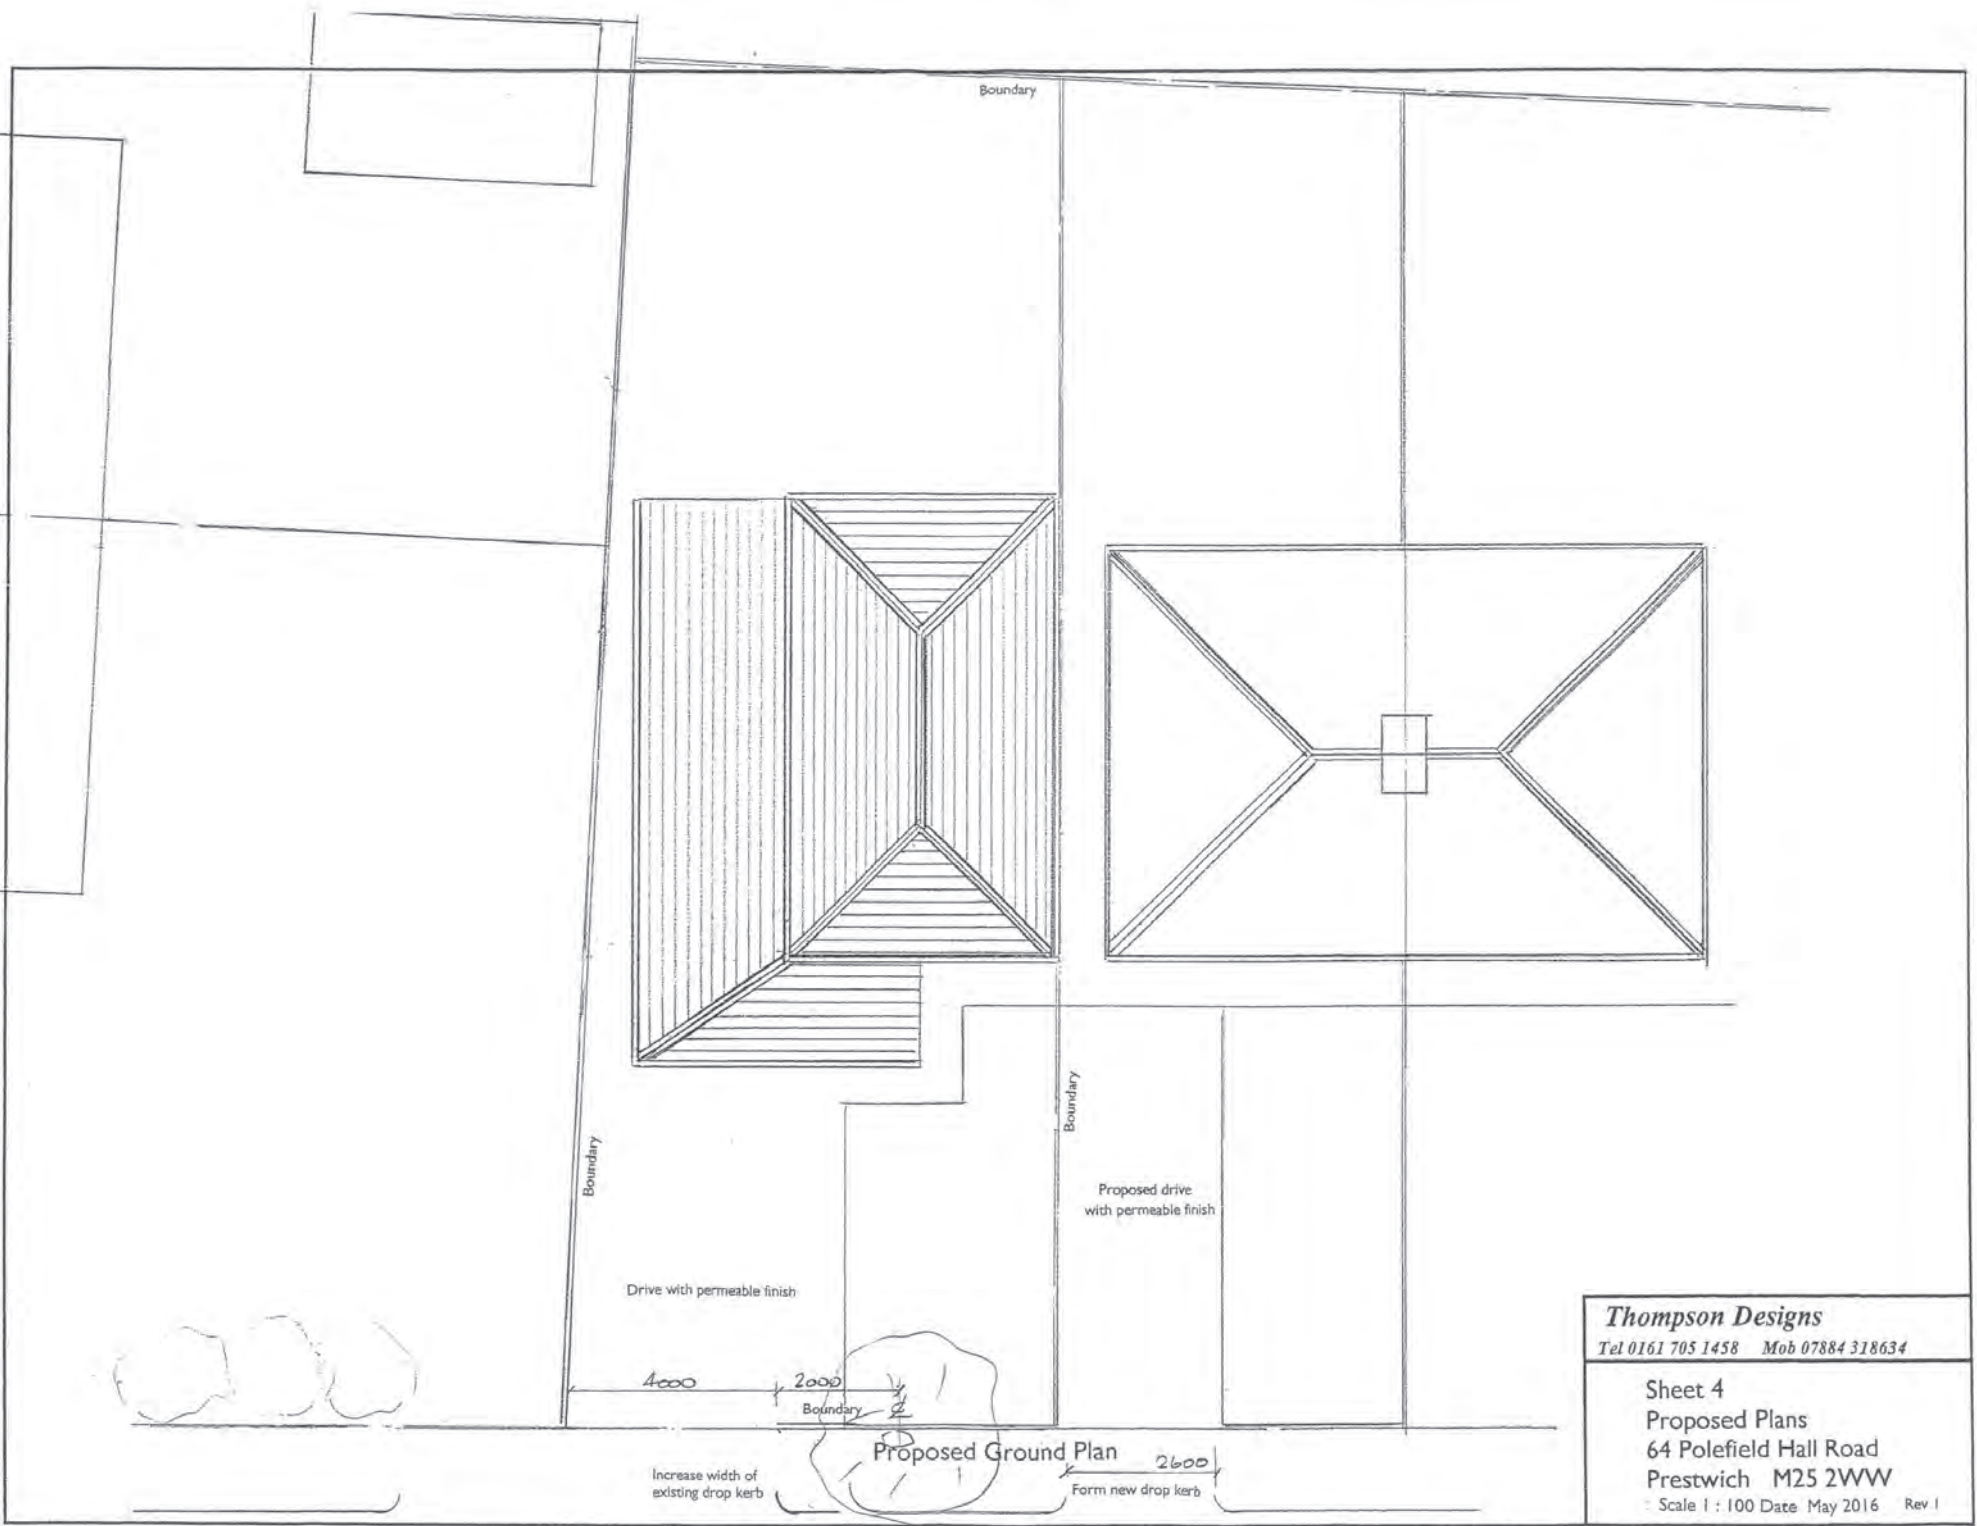 Boundary
Boundary
Boundary
Proposed drive
with permeable finish
Drive with permeable finish
4000
2000
Boundary
Proposed Ground Plan
2600
Increase width of
existing drop kerb
Form new drop kerb
Thompson Designs
Tel 0161 705 1458 Mob 07884 318634
Sheet 4
Proposed Plans
64 Polefield Hall Road
Prestwich M25 2WW
Scale 1 : 100 Date May 2016 Rev 1